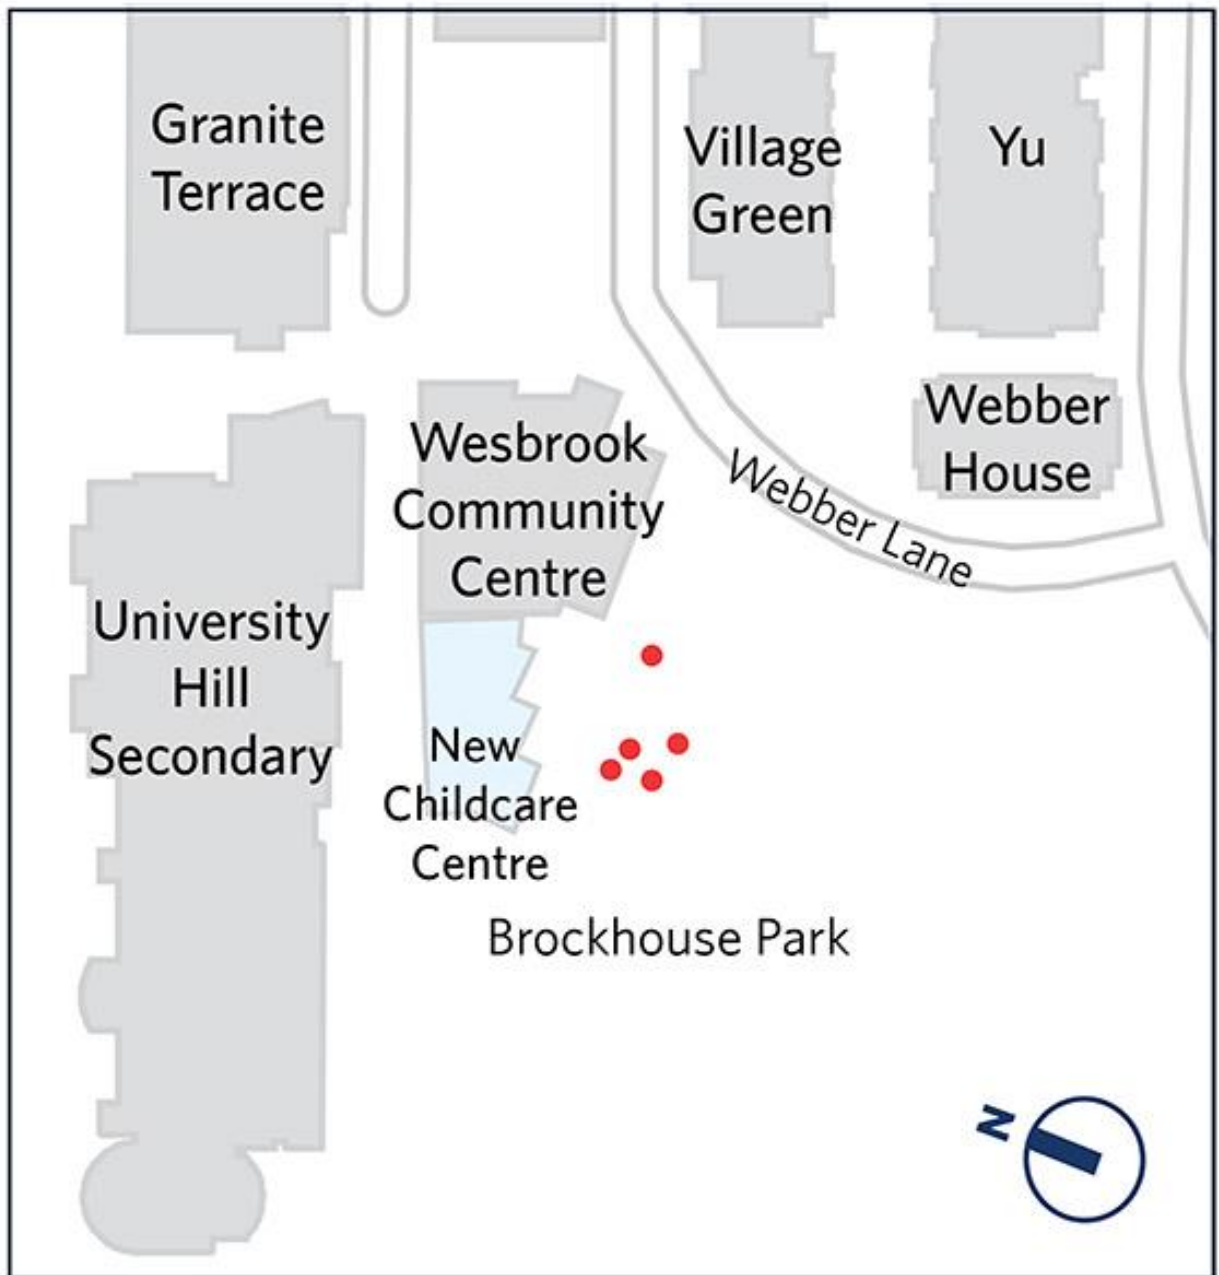 Granite
Terrace
Village
Green
Yu
Webber
House
Wesbrook
Community
Centre
Webber Lane
University
Hill
Secondary
New
Childcare
Centre
Brockhouse Park
N